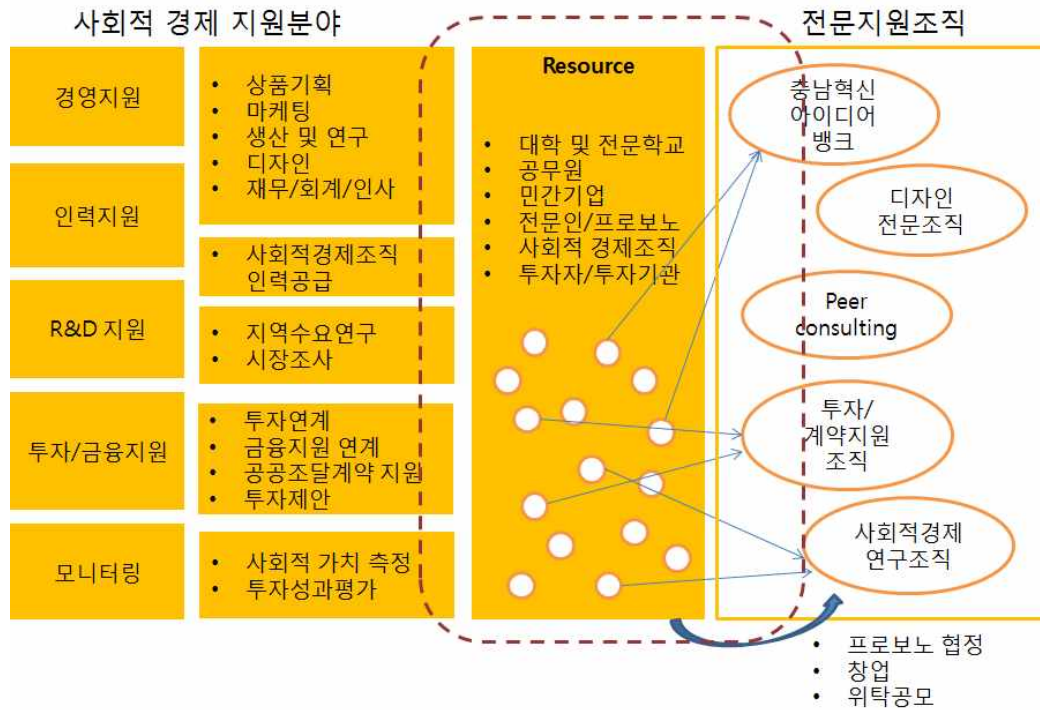 사회적 경제 지원분야
경영지원
인력지원
R&D 지원
투자/금융지원
모니터링
• 상품기획
• 마케팅
• 생산 및 연구
• 디자인
• 재무/회계/인사
• 사회적경제조직
인력공급
• 지역수요연구
• 시장조사
• 투자연계
• 금융지원 연계
• 공공조달계약 지원
• 투자제안
• 사회적 가치 측정
• 투자성과평가
Resource
• 대학 및 전문학교
• 공무원
• 민간기업
• 전문인/프로보노
• 사회적 경제조직
• 투자자/투자기관
전문지원조직
충남혁신
아이디어
뱅크
디자인
전문조직
Peer
consulting
투자/
계약지원
조직
사회적경제
연구조직
• 프로보노 협정
• 창업
• 위탁공모